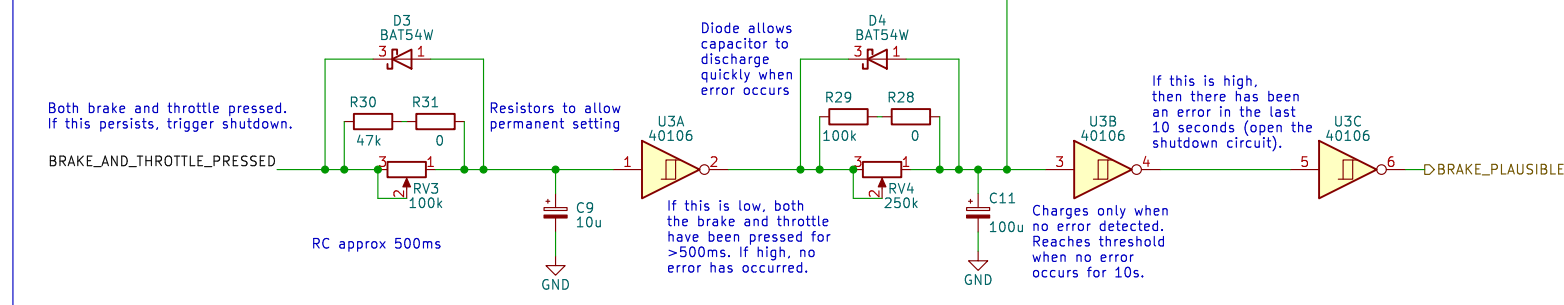 D3
BAT54W
3
1
Both brake and throttle pressed.
If this persists, trigger shutdown.
R30
R31
47k
0
Resistors to allow
permanent setting
BRAKE_AND_THROTTLE_PRESSED
3
1
2
RV3
100k
RC approx 500ms
+
C9
10u
GND
U3A
40106
1
2
If this is low, both
the brake and throttle
have been pressed for
>500ms. If high, no
error has occurred.
Diode allows
capacitor to
discharge
quickly when
error occurs
D4
BAT54W
3
1
R29
R28
100k
0
3
1
2
RV4
250k
+
C11
100u
GND
Charges only when
no error detected.
Reaches threshold
when no error
occurs for 10s.
U3B
40106
3
4
If this is high,
then there has been
an error in the last
10 seconds (open the
shutdown circuit).
U3C
40106
5
6
BRAKE_PLAUSIBLE